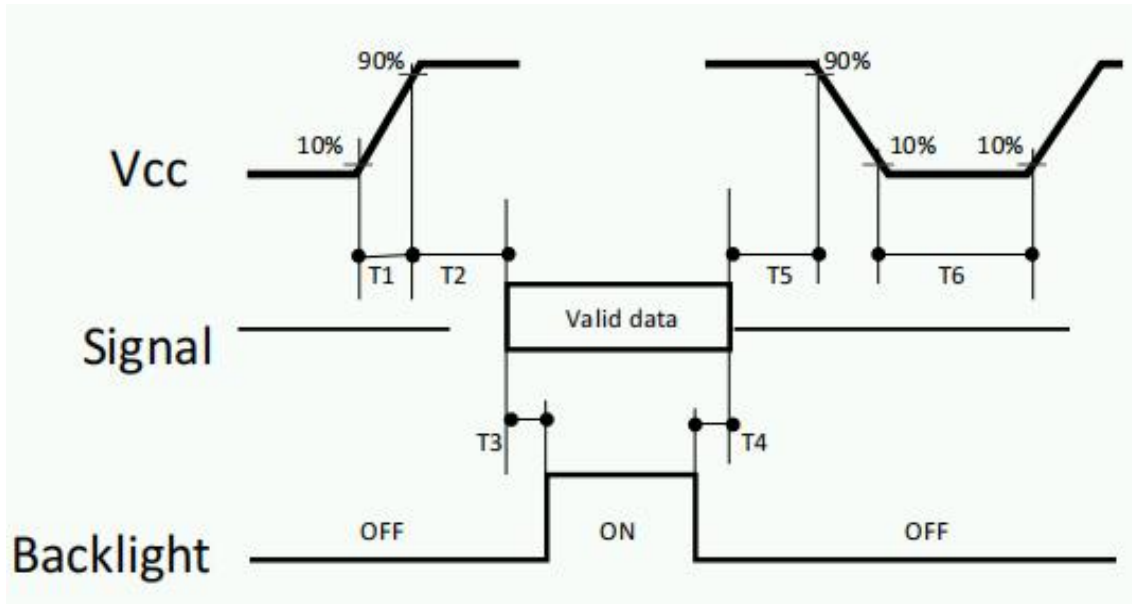 90% 90%
10% 10% 10%
Vcc
T1 T2 T5 T6
Valid data
Signal
T3 T4
OFF ON OFF
Backlight